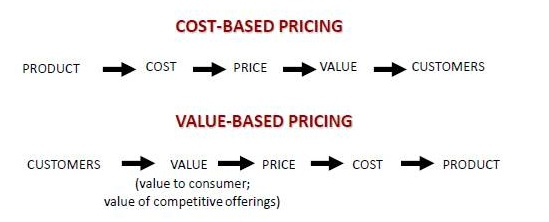 COST-BASED PRICING
PRODUCT COST PRICE VALUE CUSTOMERS
VALUE-BASED PRICING
CUSTOMERS VALUE PRICE COST PRODUCT
(value to consumer;
value of competitive offerings)